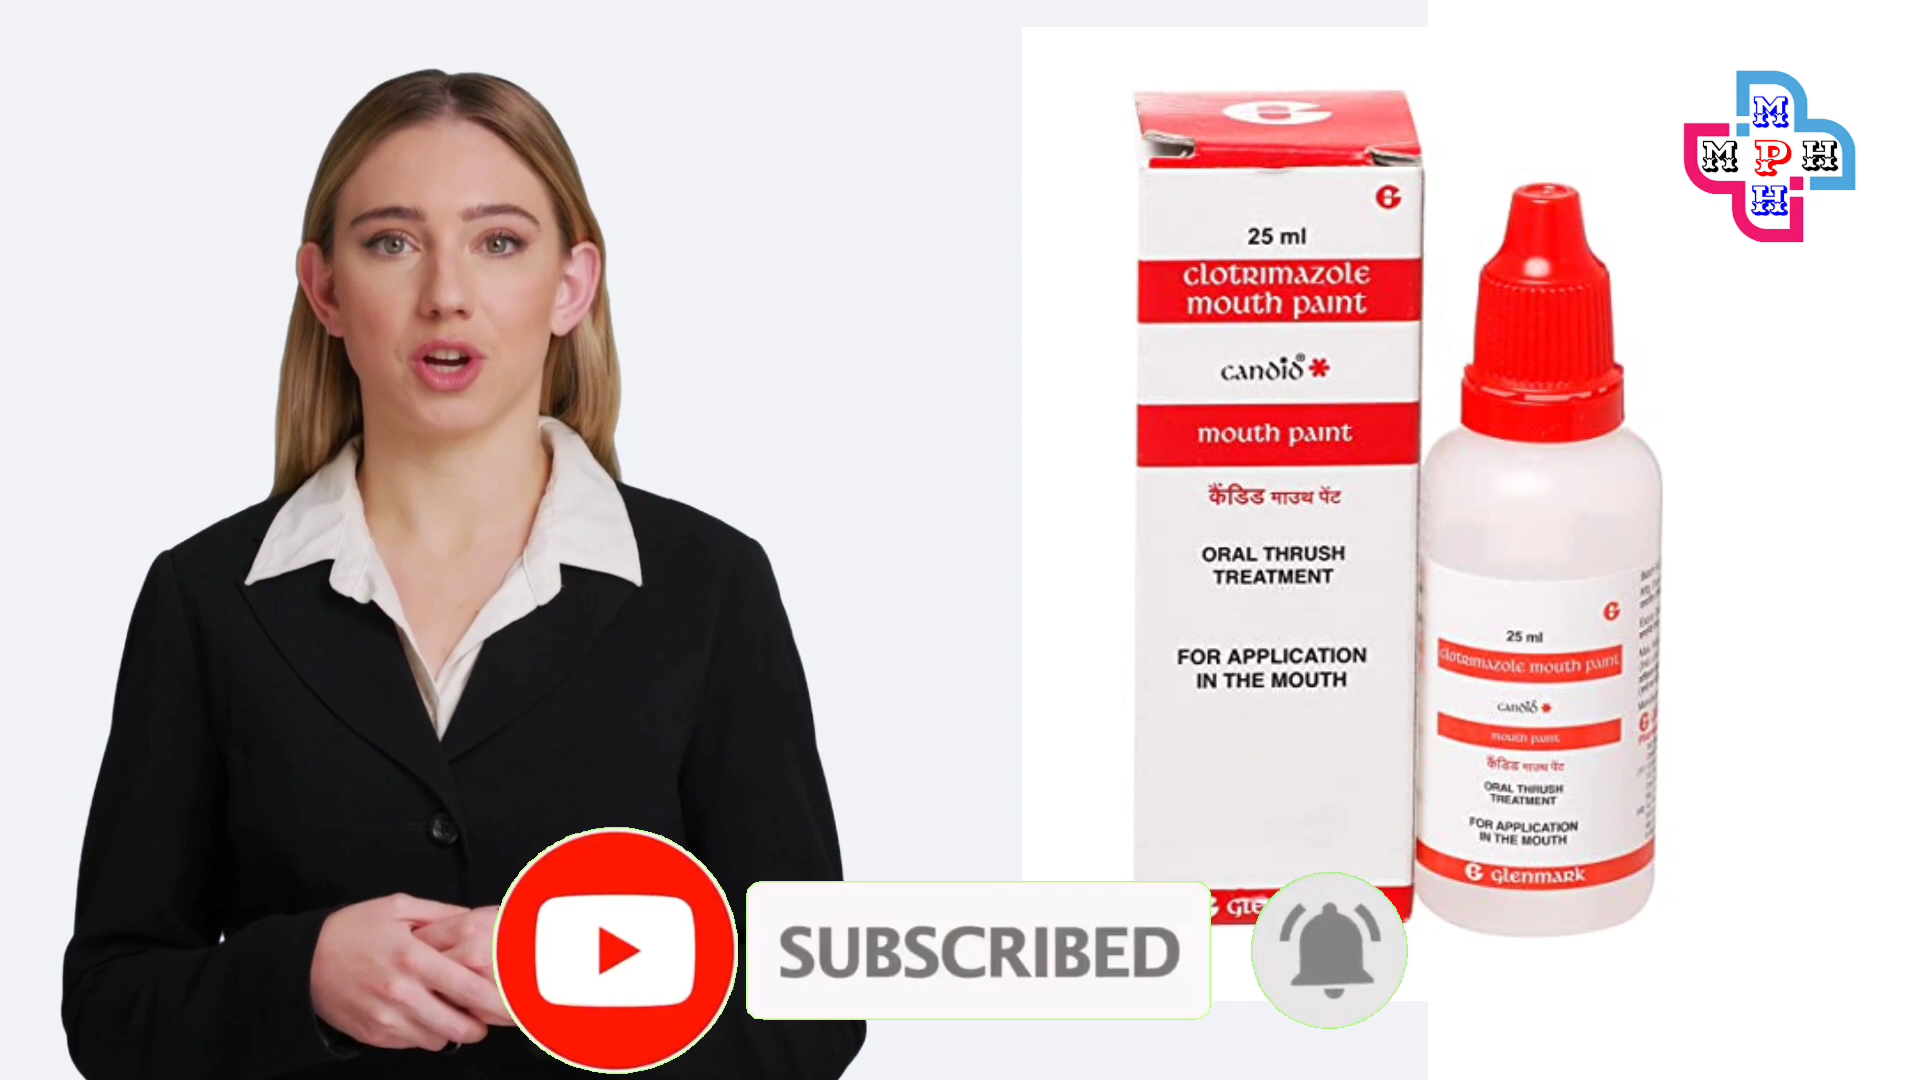 M
M P H
H
25 ml
clotrimazole
mouth paint
candid®*
mouth paint
कैंडिड माउथ पेंट
ORAL THRUSH
TREATMENT
FOR APPLICATION
IN THE MOUTH
25 ml
clotrimazole mouth paint
candid*
mouth paint
कैंडिड माउथ पेंट
ORAL THRUSH
TREATMENT
FOR APPLICATION
IN THE MOUTH
glenmark
SUBSCRIBED